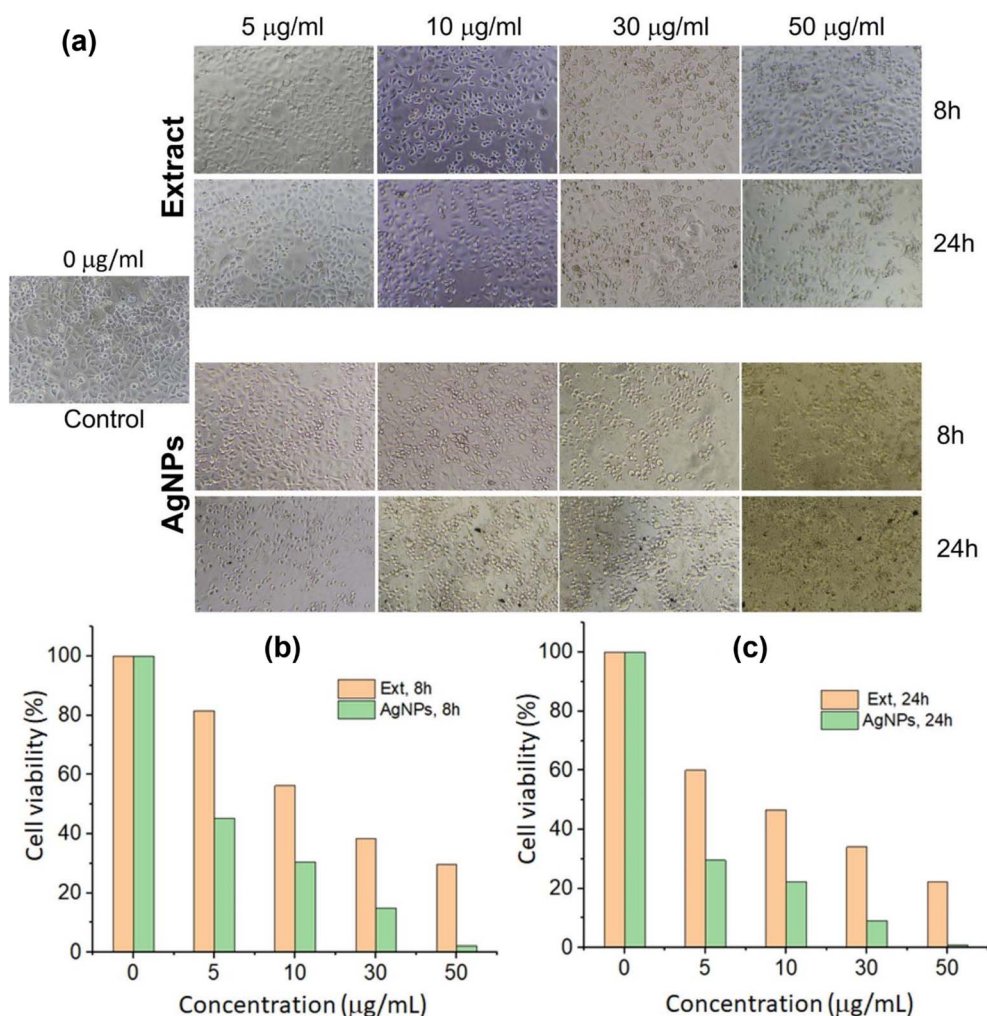 (a)
5 μg/ml 10 μg/ml 30 μg/ml 50 μg/ml
Extract
8h
24h
0 μg/ml
Control
AgNPs
8h
24h
(b)
Ext, 8h
AgNPs, 8h
Cell viability (%)
100
80
60
40
20
0
0 5 10 30 50
Concentration (μg/mL)
(c)
Ext, 24h
AgNPs, 24h
Cell viability (%)
100
80
60
40
20
0
0 5 10 30 50
Concentration (μg/mL)